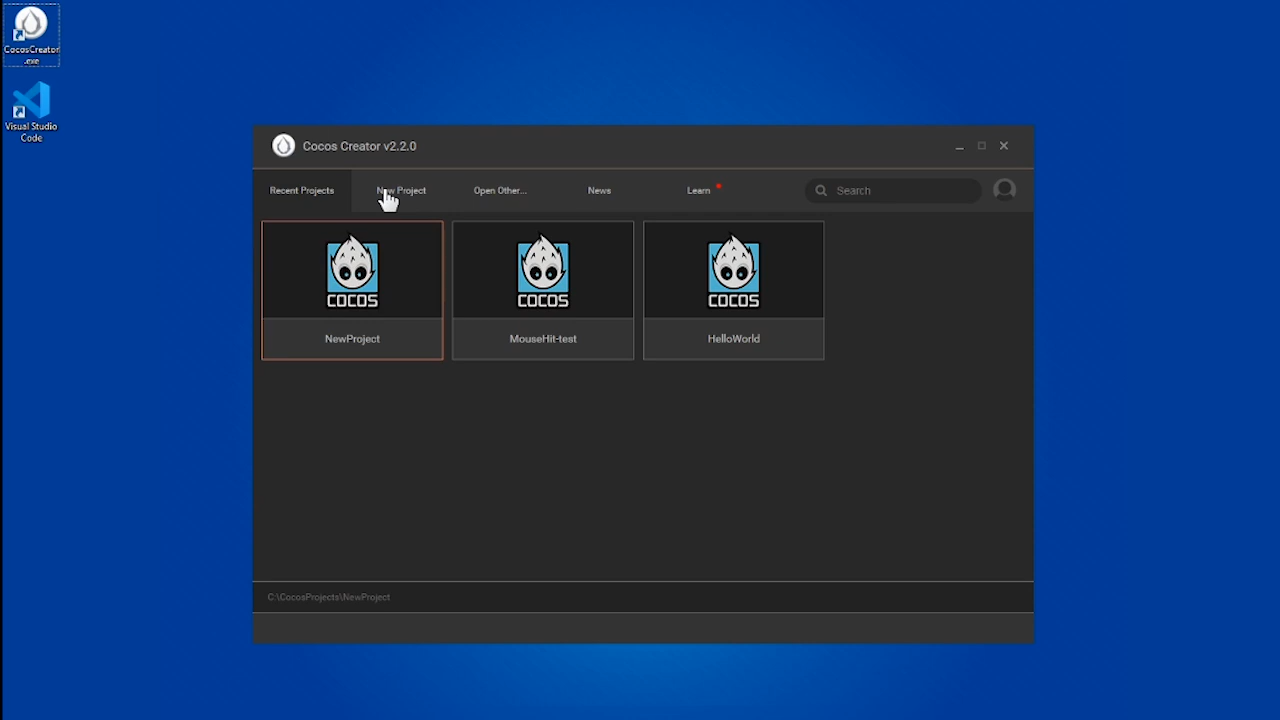 CocosCreator
.exe
Visual Studio
Code
Cocos Creator v2.2.0
Recent Projects
New Project
Open Other...
News
Learn
Search
COCOS
COCOS
COCOS
NewProject
MouseHit-test
HelloWorld
C:\CocosProjects\NewProject